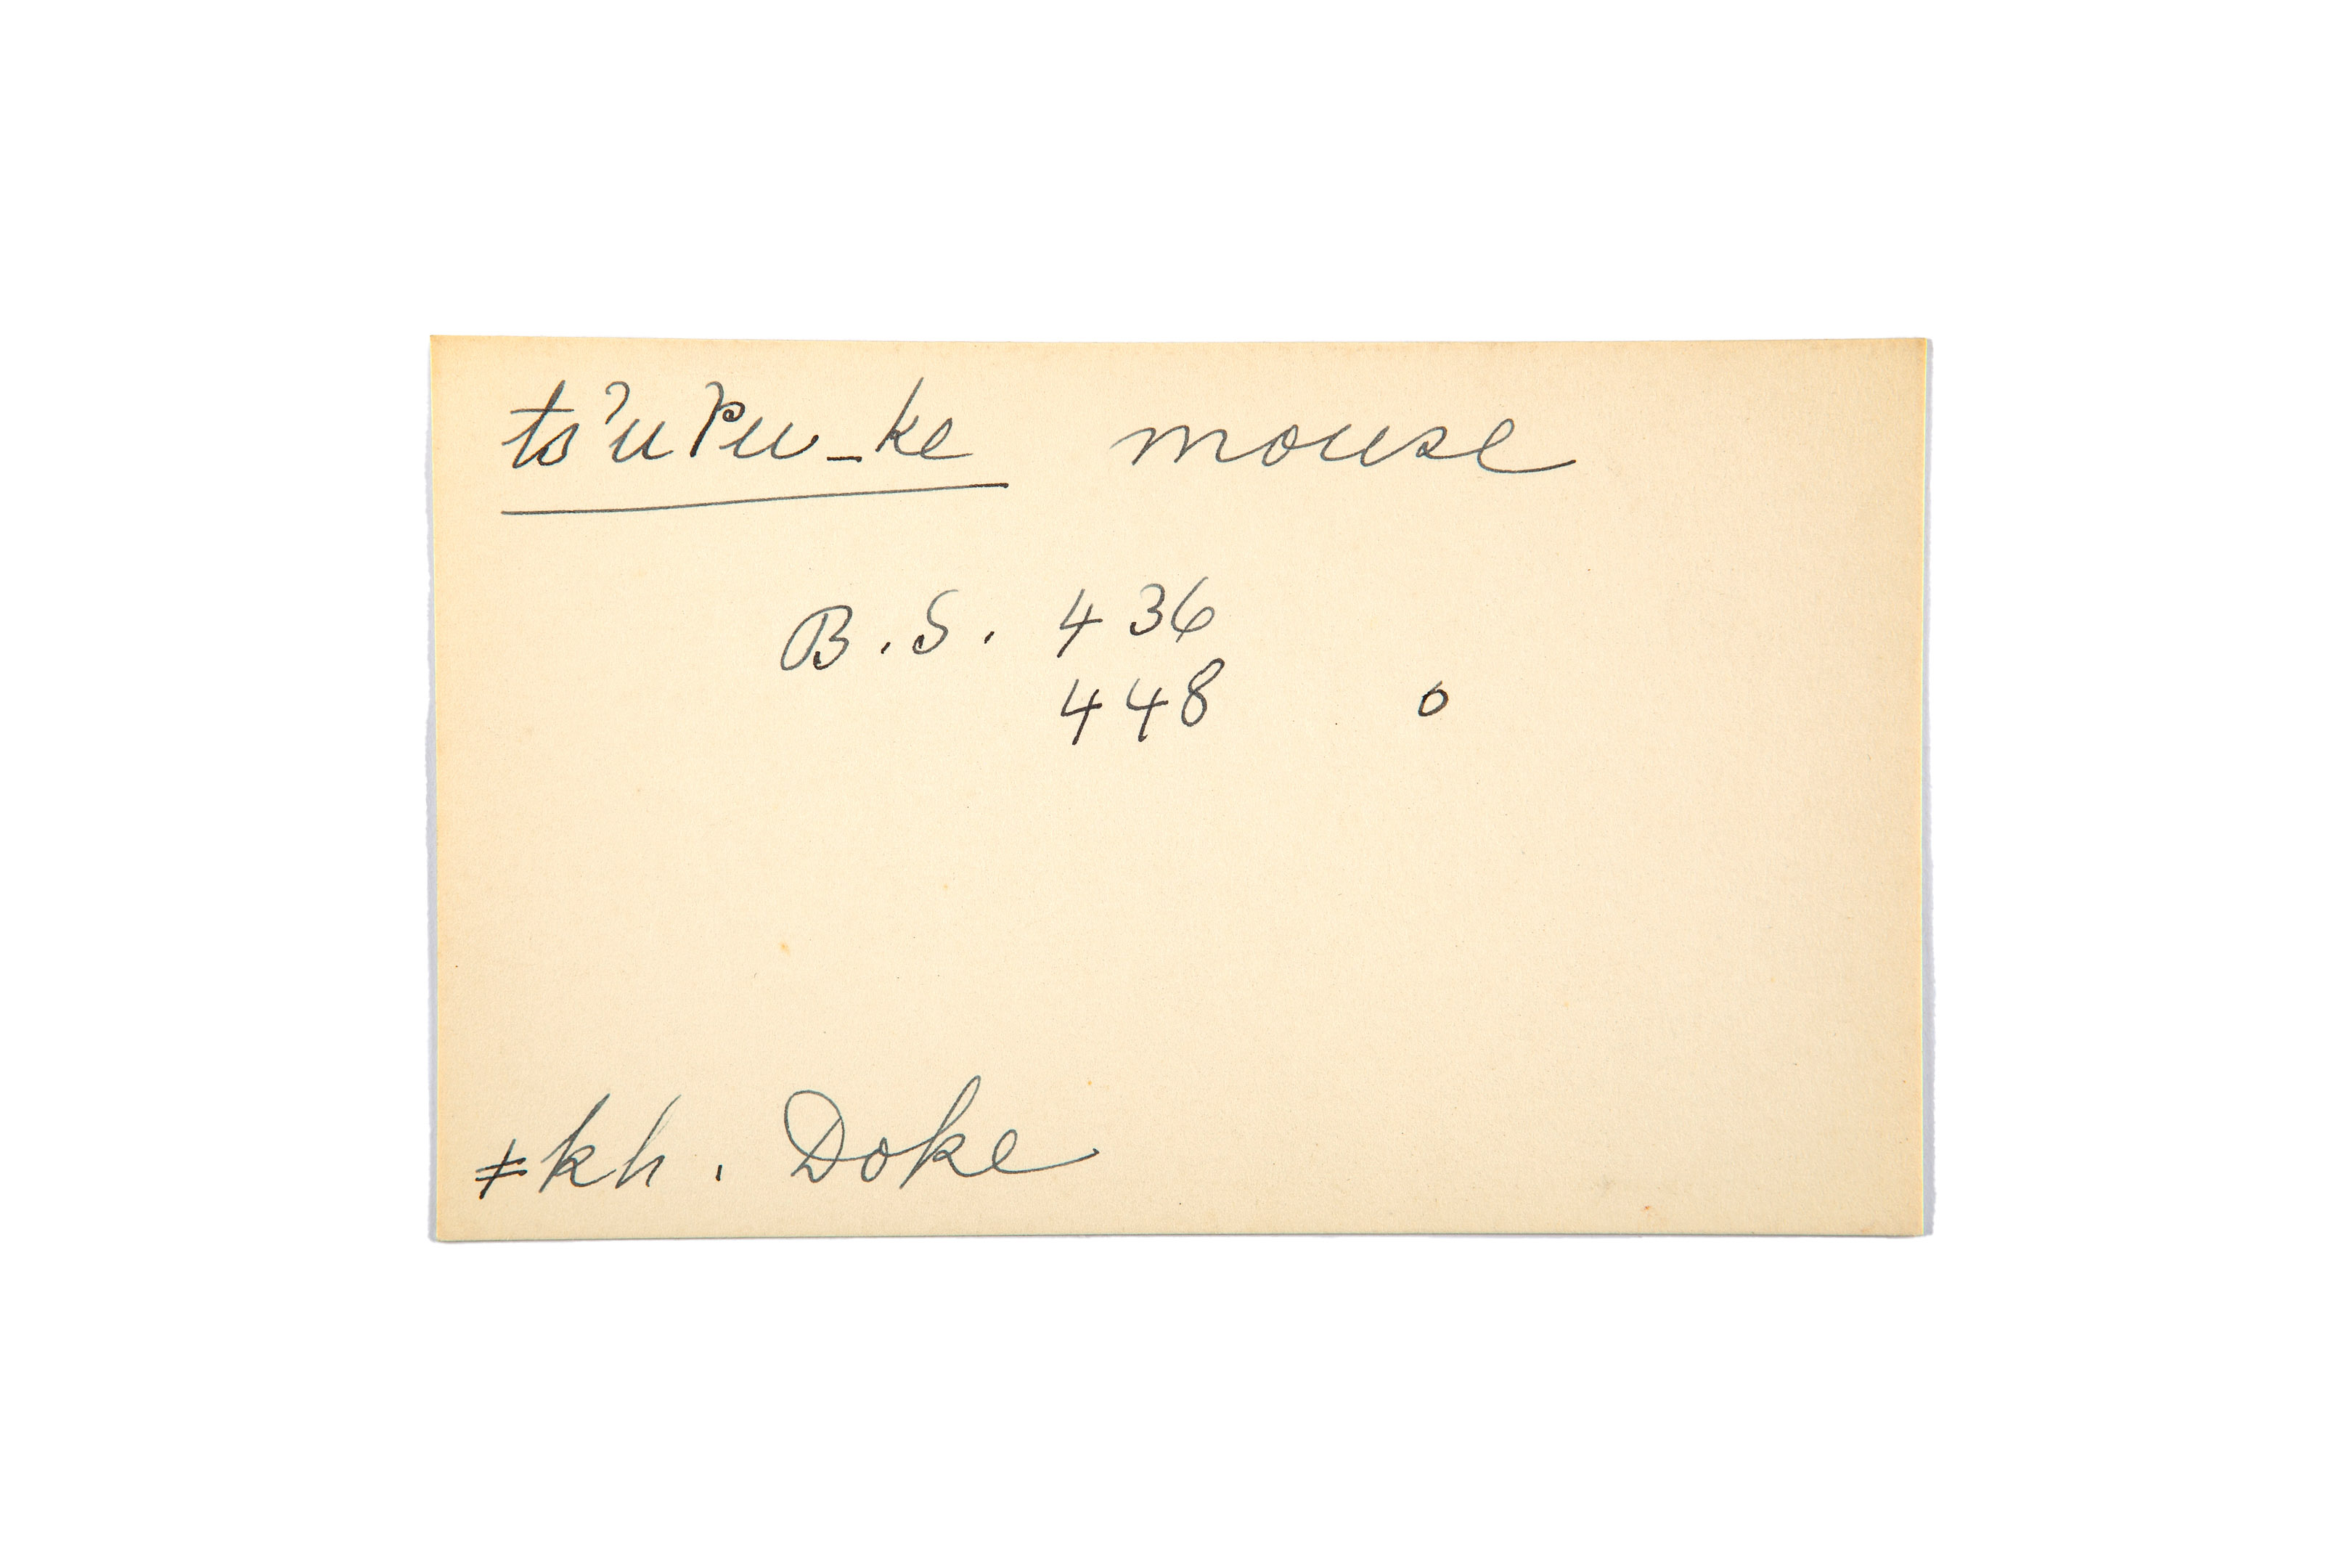 ts'uʔu_ke mouse
B.S. 436
448 o
ǂkh. Doke